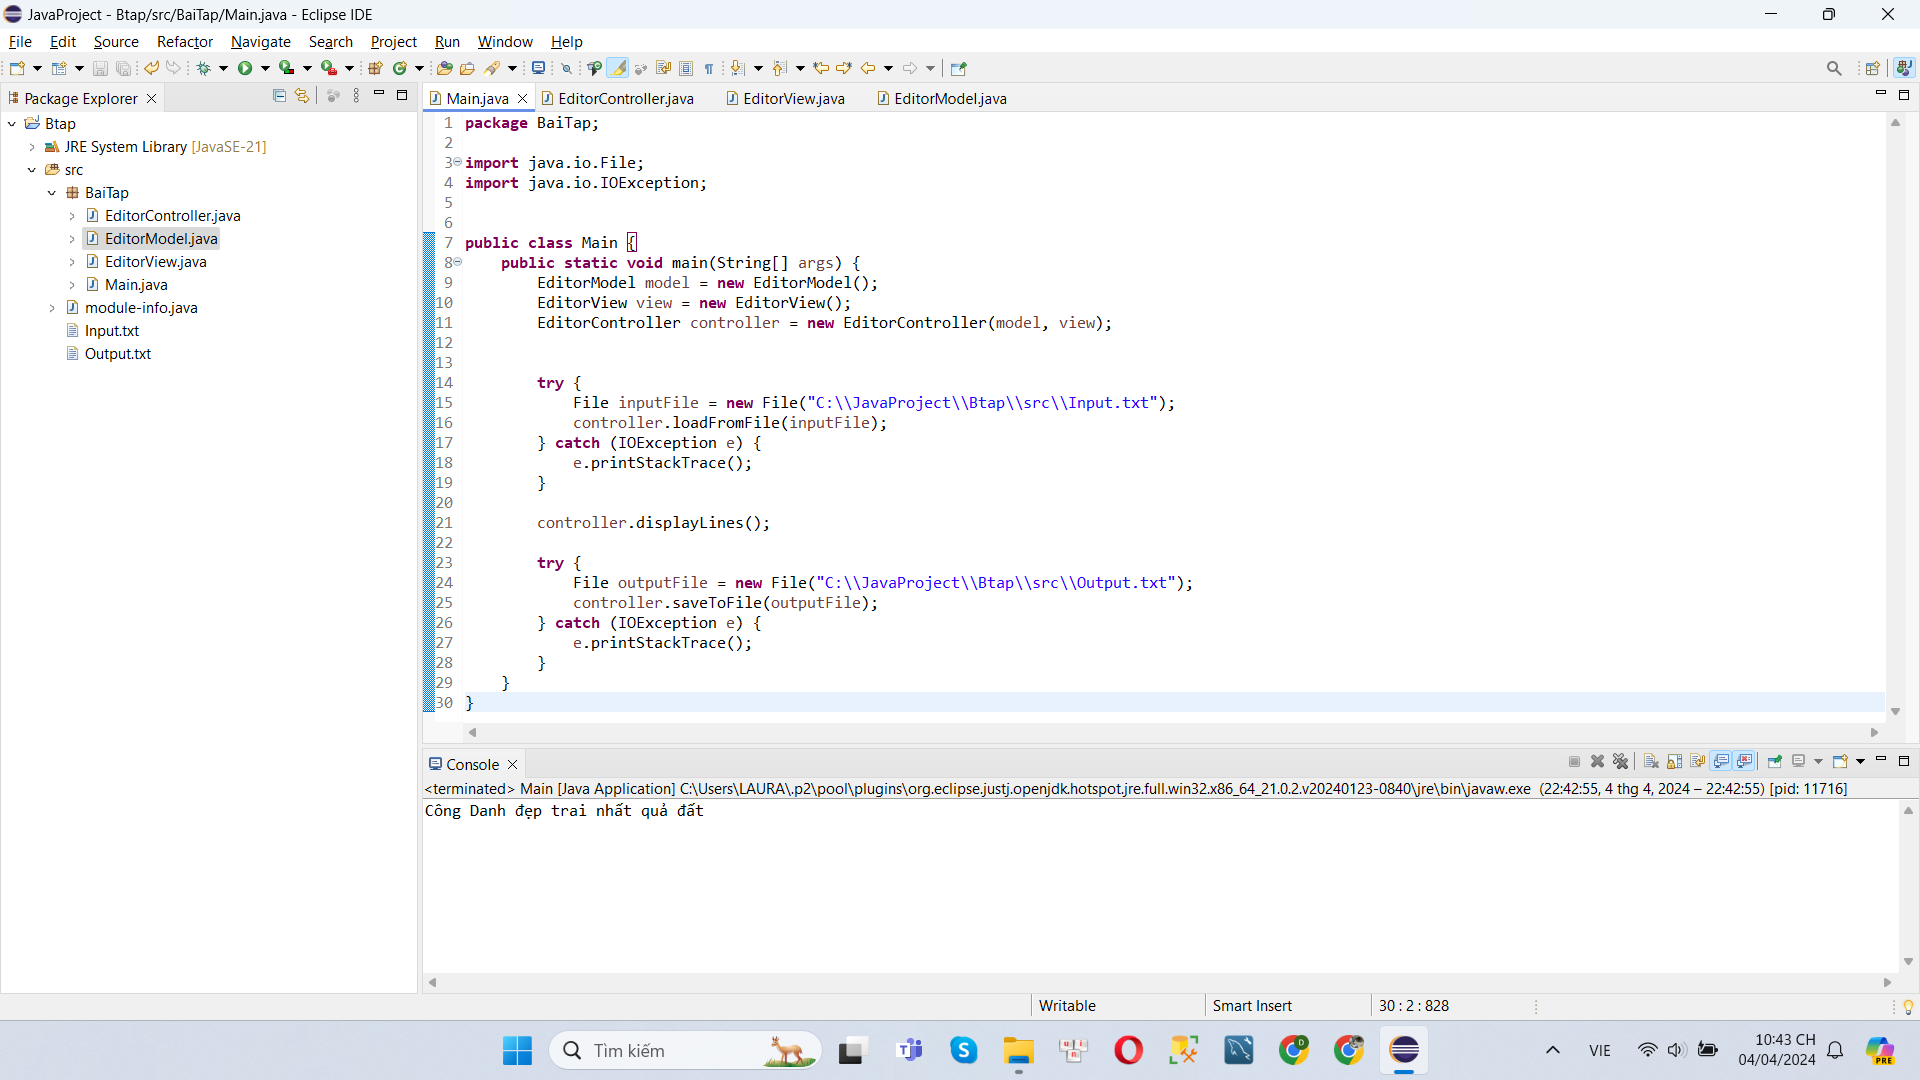 JavaProject - Btap/src/BaiTap/Main.java - Eclipse IDE
File Edit Source Refactor Navigate Search Project Run Window Help
Package Explorer
Btap
JRE System Library [JavaSE-21]
src
BaiTap
EditorController.java
EditorModel.java
EditorView.java
Main.java
module-info.java
Input.txt
Output.txt
Main.java EditorController.java EditorView.java EditorModel.java
1 package BaiTap;
2
3 import java.io.File;
4 import java.io.IOException;
5
6
7 public class Main {
8     public static void main(String[] args) {
9         EditorModel model = new EditorModel();
10         EditorView view = new EditorView();
11         EditorController controller = new EditorController(model, view);
12
13
14         try {
15             File inputFile = new File("C:\\JavaProject\\Btap\\src\\Input.txt");
16             controller.loadFromFile(inputFile);
17         } catch (IOException e) {
18             e.printStackTrace();
19         }
20
21         controller.displayLines();
22
23         try {
24             File outputFile = new File("C:\\JavaProject\\Btap\\src\\Output.txt");
25             controller.saveToFile(outputFile);
26         } catch (IOException e) {
27             e.printStackTrace();
28         }
29     }
30 }
Console
<terminated> Main [Java Application] C:\Users\LAURA\.p2\pool\plugins\org.eclipse.justj.openjdk.hotspot.jre.full.win32.x86_64_21.0.2.v20240123-0840\jre\bin\javaw.exe (22:42:55, 4 thg 4, 2024 – 22:42:55) [pid: 11716]
Công Danh đẹp trai nhất quả đất
Writable Smart Insert 30 : 2 : 828
Tìm kiếm
VIE
10:43 CH
04/04/2024
PRE